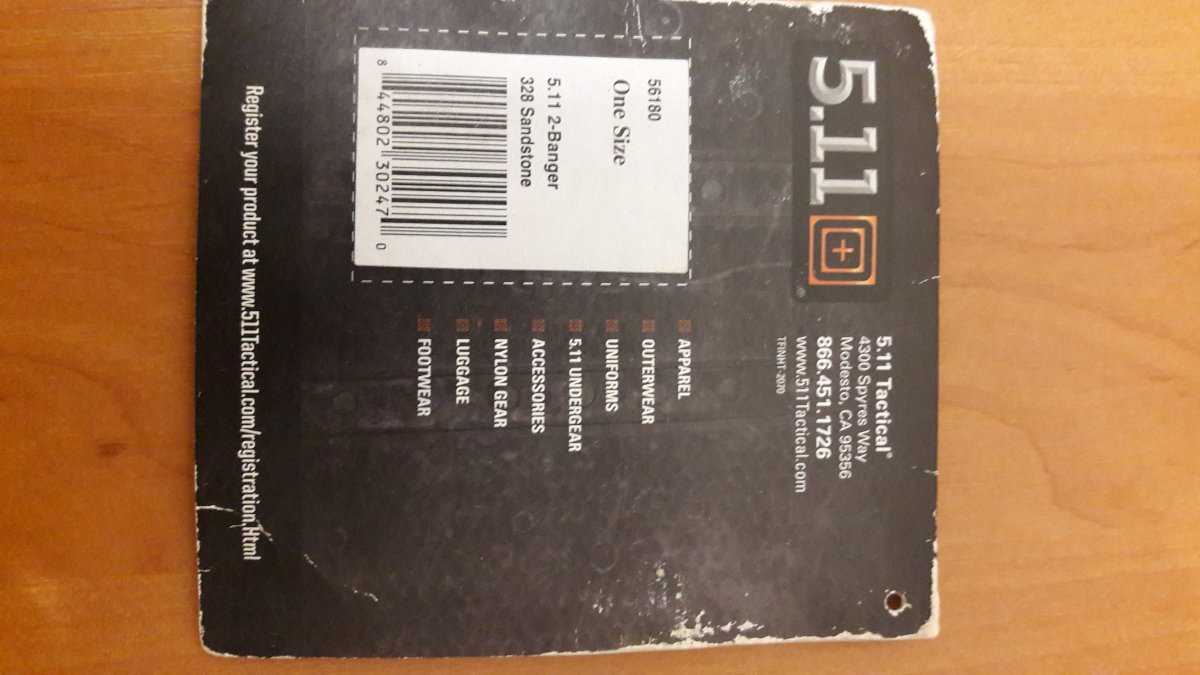 5.11
®
5.11 Tactical®
4300 Spyres Way
Modesto, CA 95356
866.451.1726
www.511Tactical.com
TFINHT-2070
56180
One Size
5.11 2-Banger
328 Sandstone
8 44802 30247 0
APPAREL
OUTERWEAR
UNIFORMS
5.11 UNDERGEAR
ACCESSORIES
NYLON GEAR
LUGGAGE
FOOTWEAR
Register your product at www.511Tactical.com/registration.Html